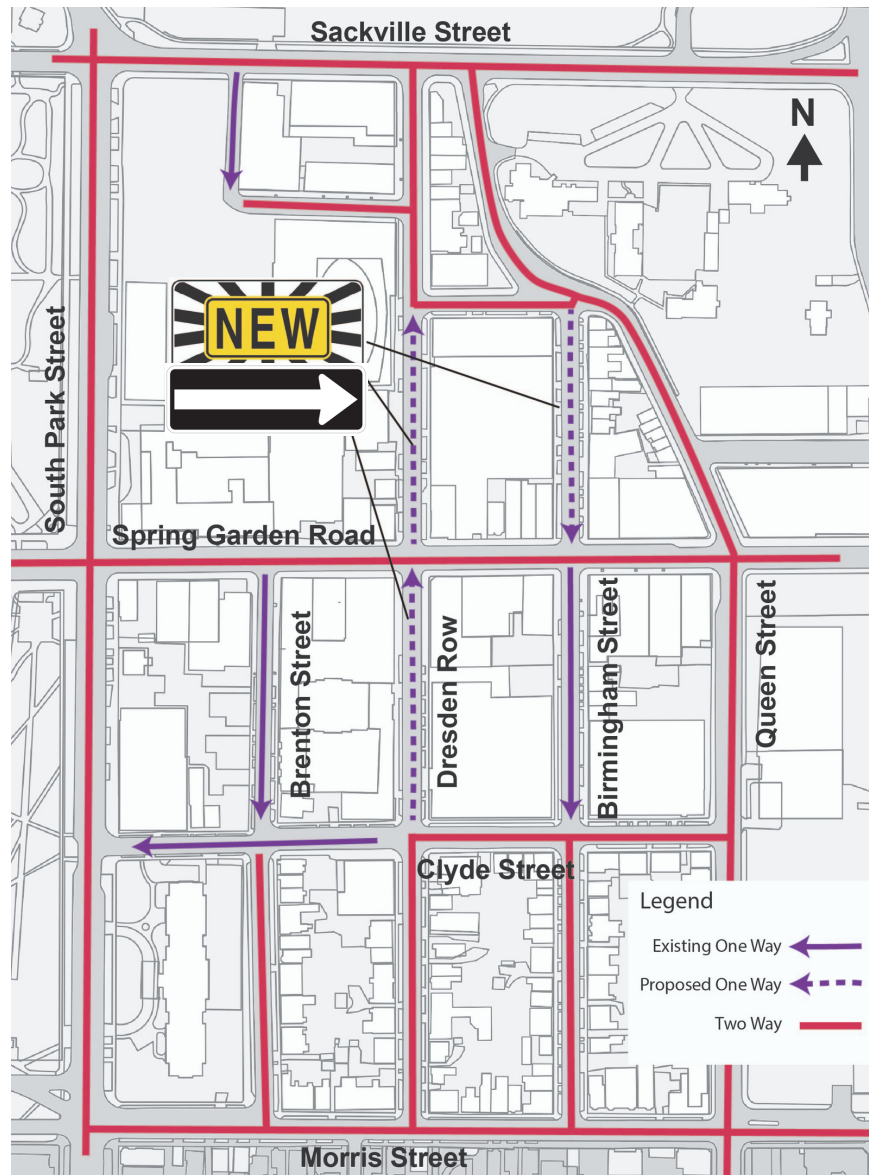 Sackville Street
N
NEW
South Park Street
Spring Garden Road
Brenton Street
Dresden Row
Birmingham Street
Queen Street
Clyde Street
Legend
Existing One Way
Proposed One Way
Two Way
Morris Street